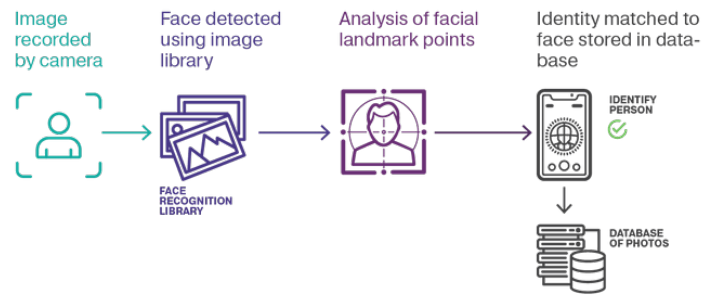 Image
recorded
by camera
Face detected
using image
library
Analysis of facial
landmark points
Identity matched to
face stored in data-
base
FACE
RECOGNITION
LIBRARY
IDENTIFY
PERSON
DATABASE
OF PHOTOS